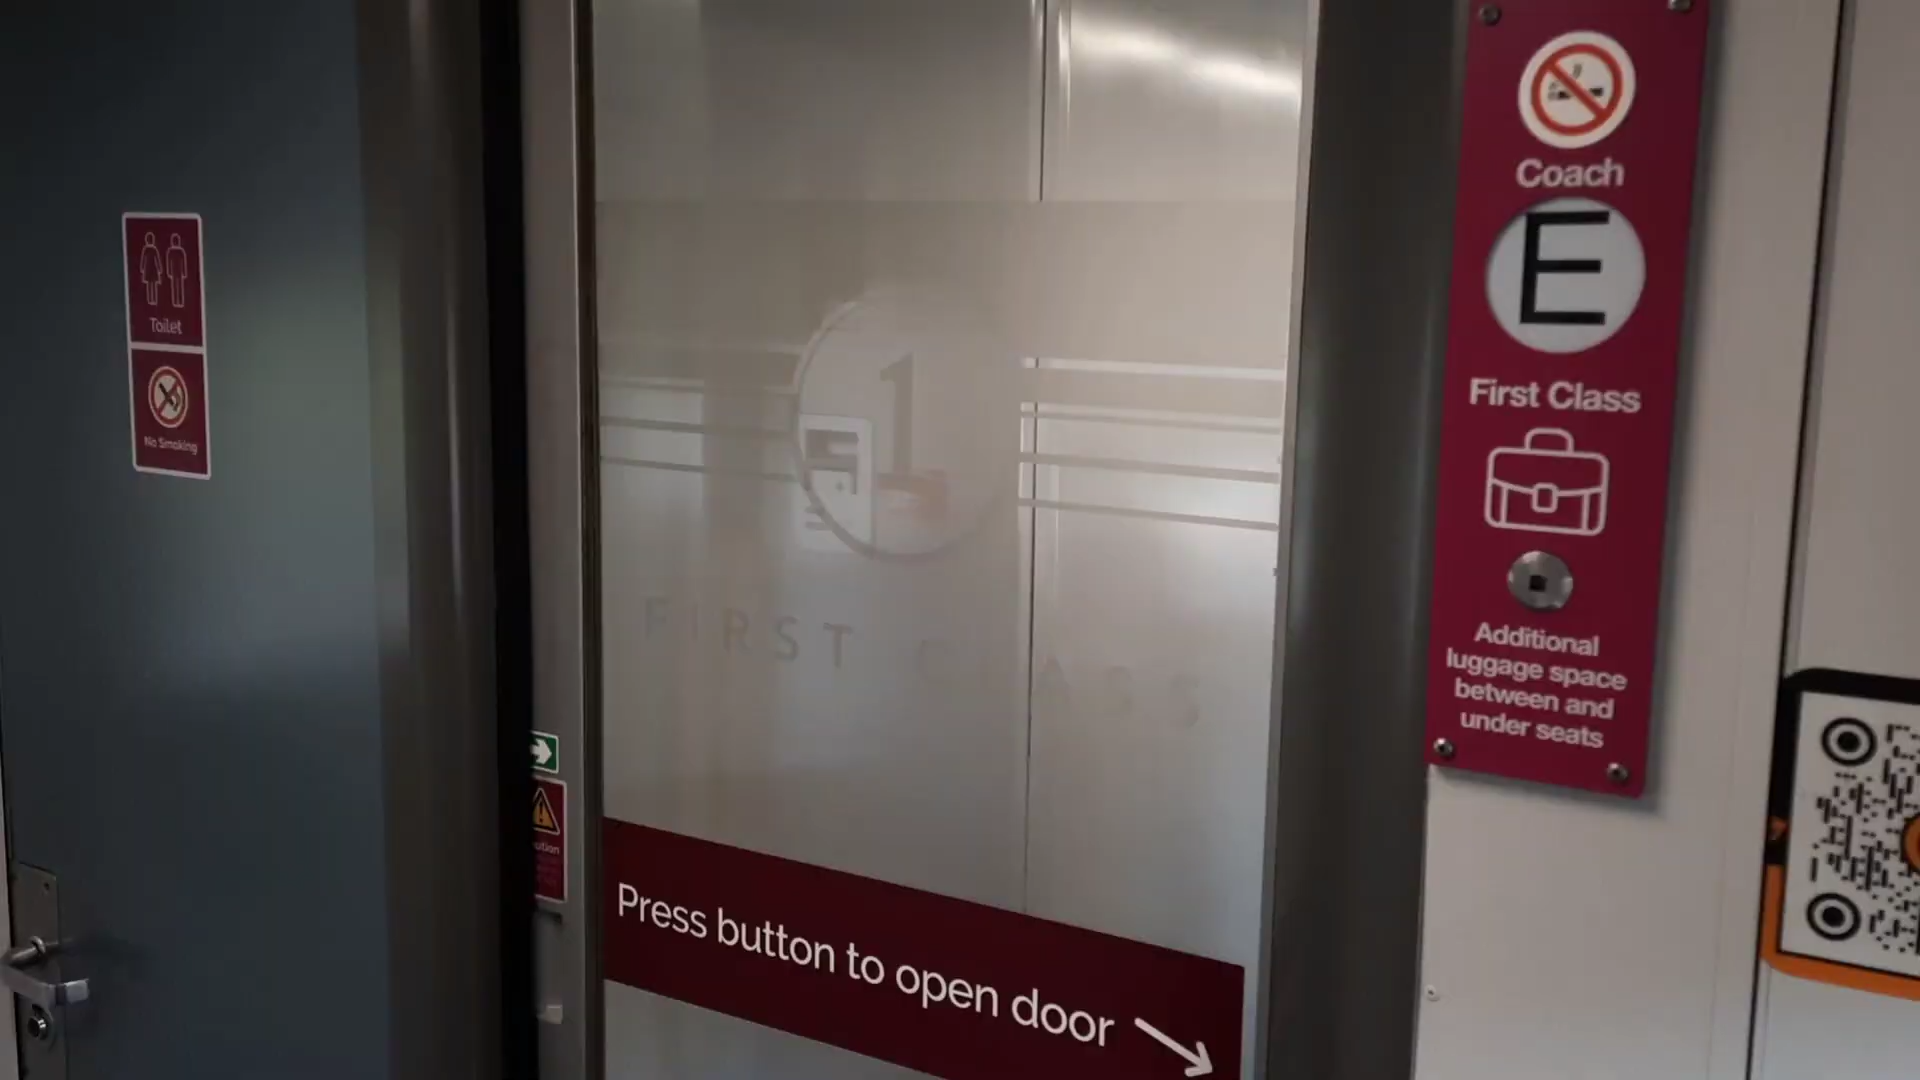 Toilet
No Smoking
1
FIRST CLASS
Press button to open door
Coach
E
First Class
Additional
luggage space
between and
under seats